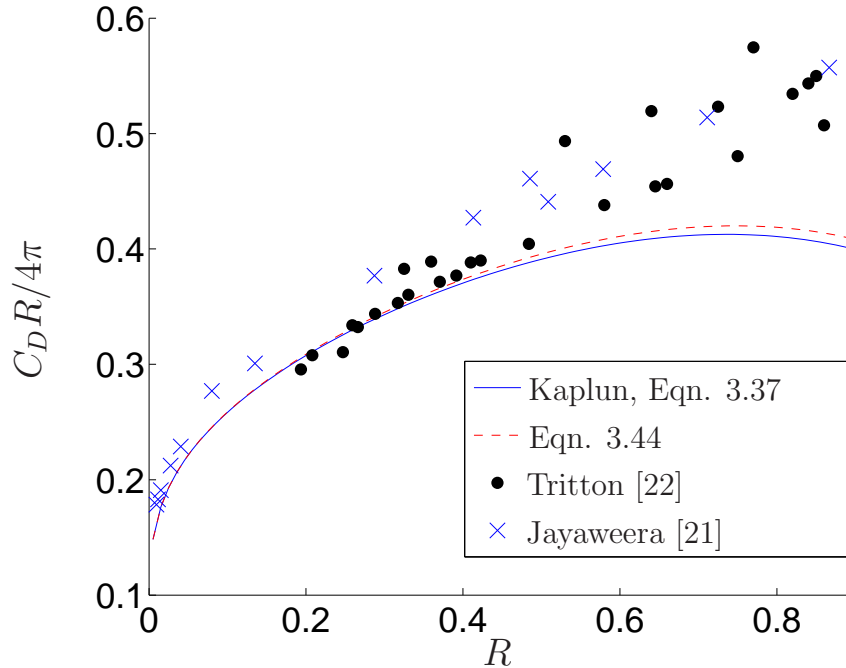 0.6
0.5
0.4
0.3
0.2
0.1
C_D R/4π
0
0.2
0.4
0.6
0.8
R
Kaplun, Eqn. 3.37
Eqn. 3.44
Tritton [22]
Jayaweera [21]